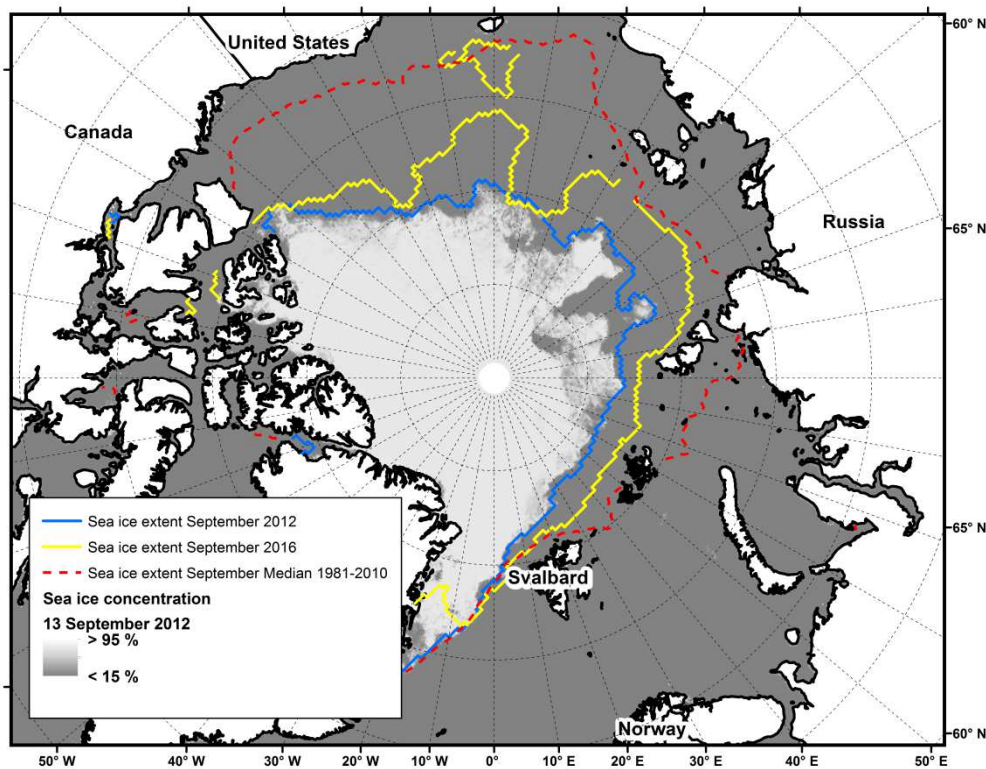 United States
Canada
Russia
Svalbard
Norway
60° N
65° N
65° N
60° N
Sea ice extent September 2012
Sea ice extent September 2016
Sea ice extent September Median 1981-2010
Sea ice concentration
13 September 2012
> 95 %
< 15 %
50° W 40° W 30° W 20° W 10° W 0° 10° E 20° E 30° E 40° E 50° E